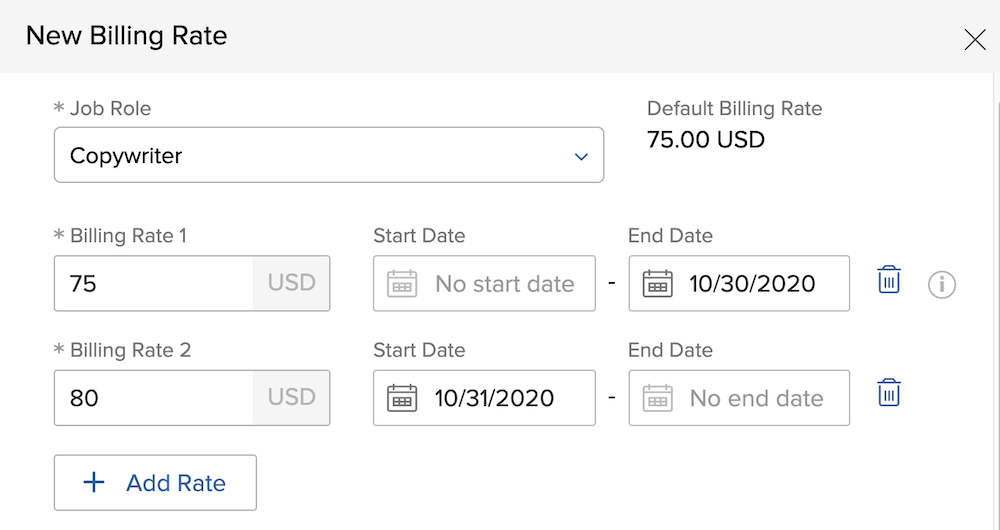 New Billing Rate
* Job Role
Default Billing Rate
Copywriter
75.00 USD
* Billing Rate 1
Start Date
End Date
75
USD
No start date
-
10/30/2020
* Billing Rate 2
Start Date
End Date
80
USD
10/31/2020
-
No end date
+ Add Rate